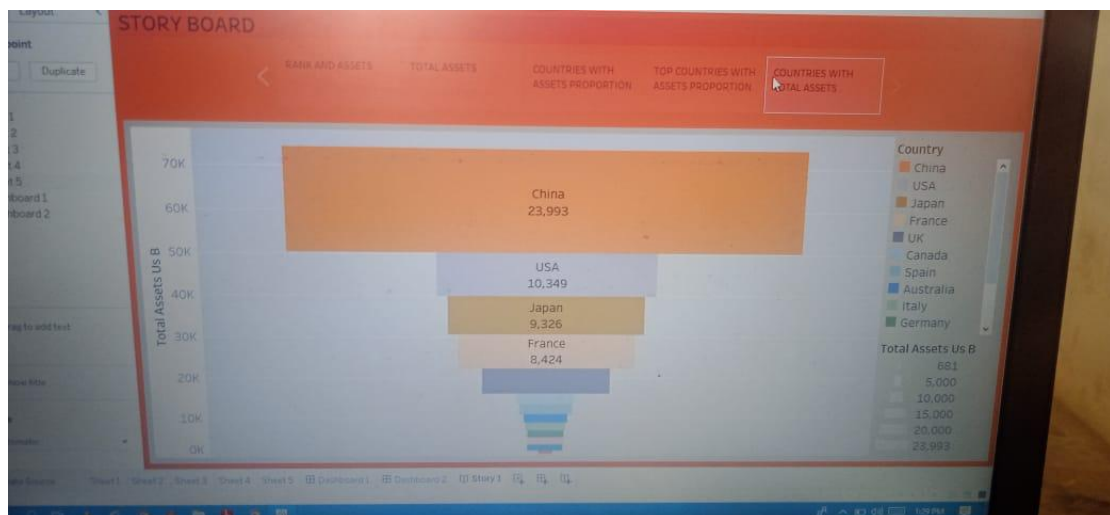 Layout
STORY BOARD
Duplicate
RANK AND ASSETS
TOTAL ASSETS
COUNTRIES WITH
ASSETS PROPORTION
TOP COUNTRIES WITH
ASSETS PROPORTION
COUNTRIES WITH
TOTAL ASSETS
Total Assets Us B
70K
60K
50K
40K
30K
20K
10K
0K
China
23,993
USA
10,349
Japan
9,326
France
8,424
Country
China
USA
Japan
France
UK
Canada
Spain
Australia
Italy
Germany
Total Assets Us B
681
5,000
10,000
15,000
20,000
23,993
Sheet 1 Sheet 2 Sheet 3 Sheet 4 Sheet 5 Dashboard 1 Dashboard 2 Story 1
5:09 PM